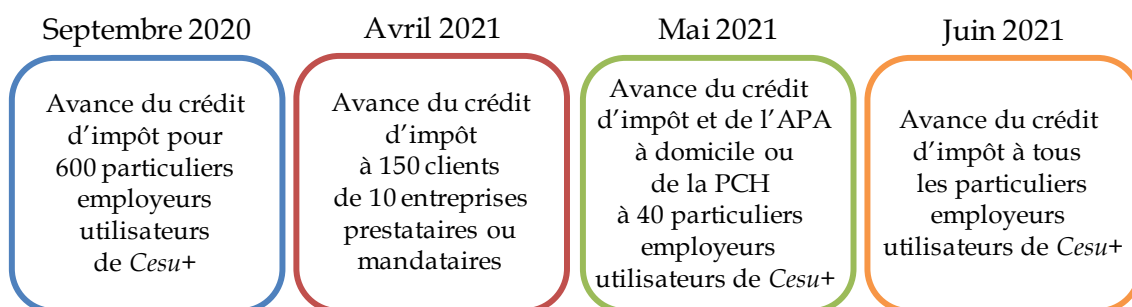 Septembre 2020
Avance du crédit
d'impôt pour
600 particuliers
employeurs
utilisateurs
de Cesu+
Avril 2021
Avance du crédit
d'impôt
à 150 clients
de 10 entreprises
prestataires ou
mandataires
Mai 2021
Avance du crédit
d'impôt et de l'APA
à domicile ou
de la PCH
à 40 particuliers
employeurs
utilisateurs de Cesu+
Juin 2021
Avance du crédit
d'impôt à tous
les particuliers
employeurs
utilisateurs de Cesu+